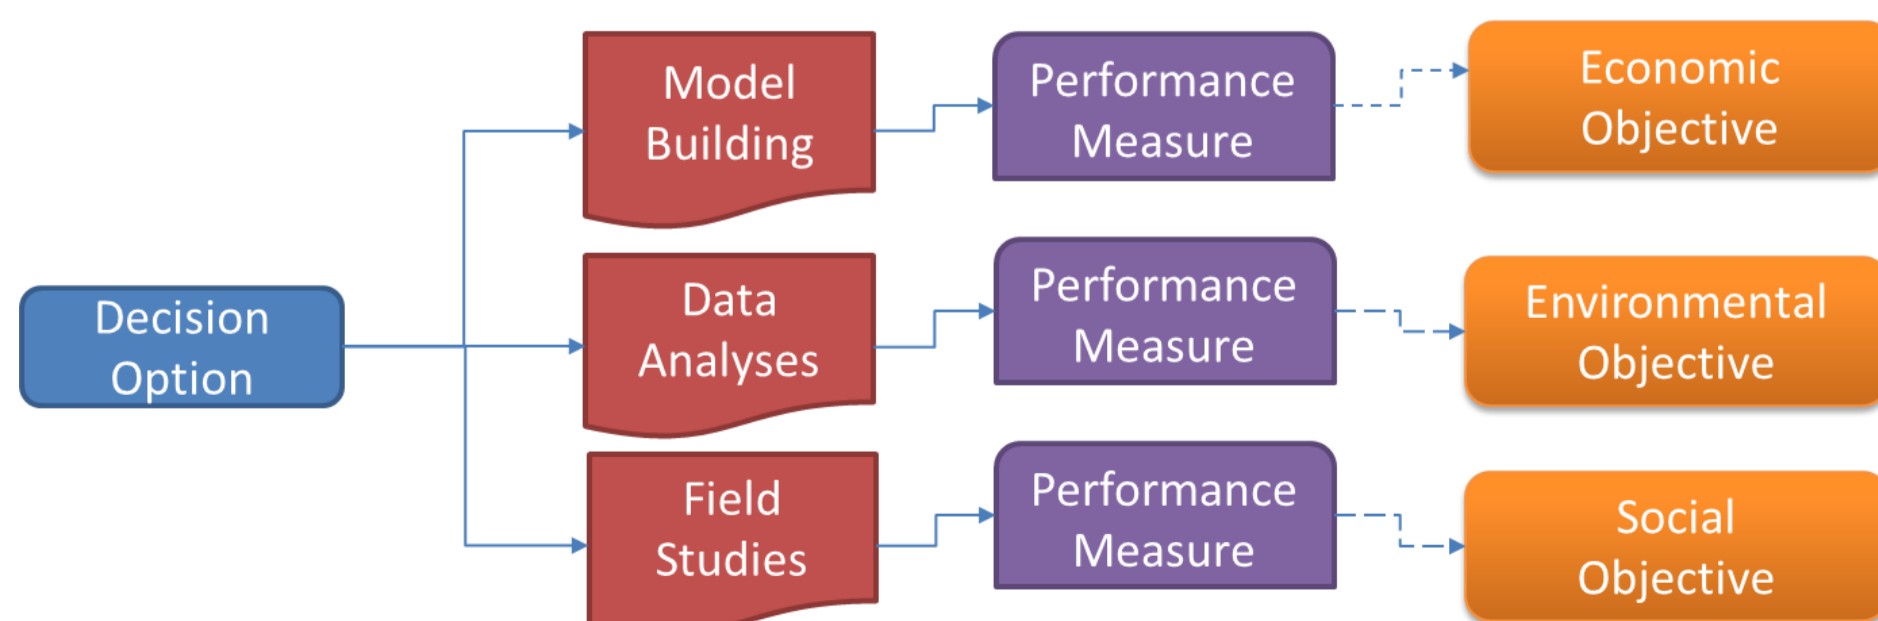 Decision
Option
Model
Building
Performance
Measure
Economic
Objective
Data
Analyses
Performance
Measure
Environmental
Objective
Field
Studies
Performance
Measure
Social
Objective